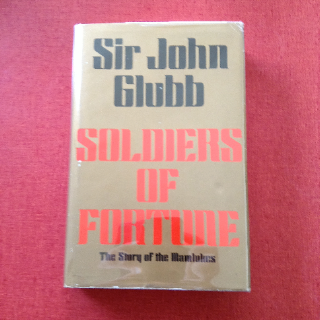 Sir John
Glubb
SOLDIERS
OF
FORTUNE
The Story of the Mamlukes